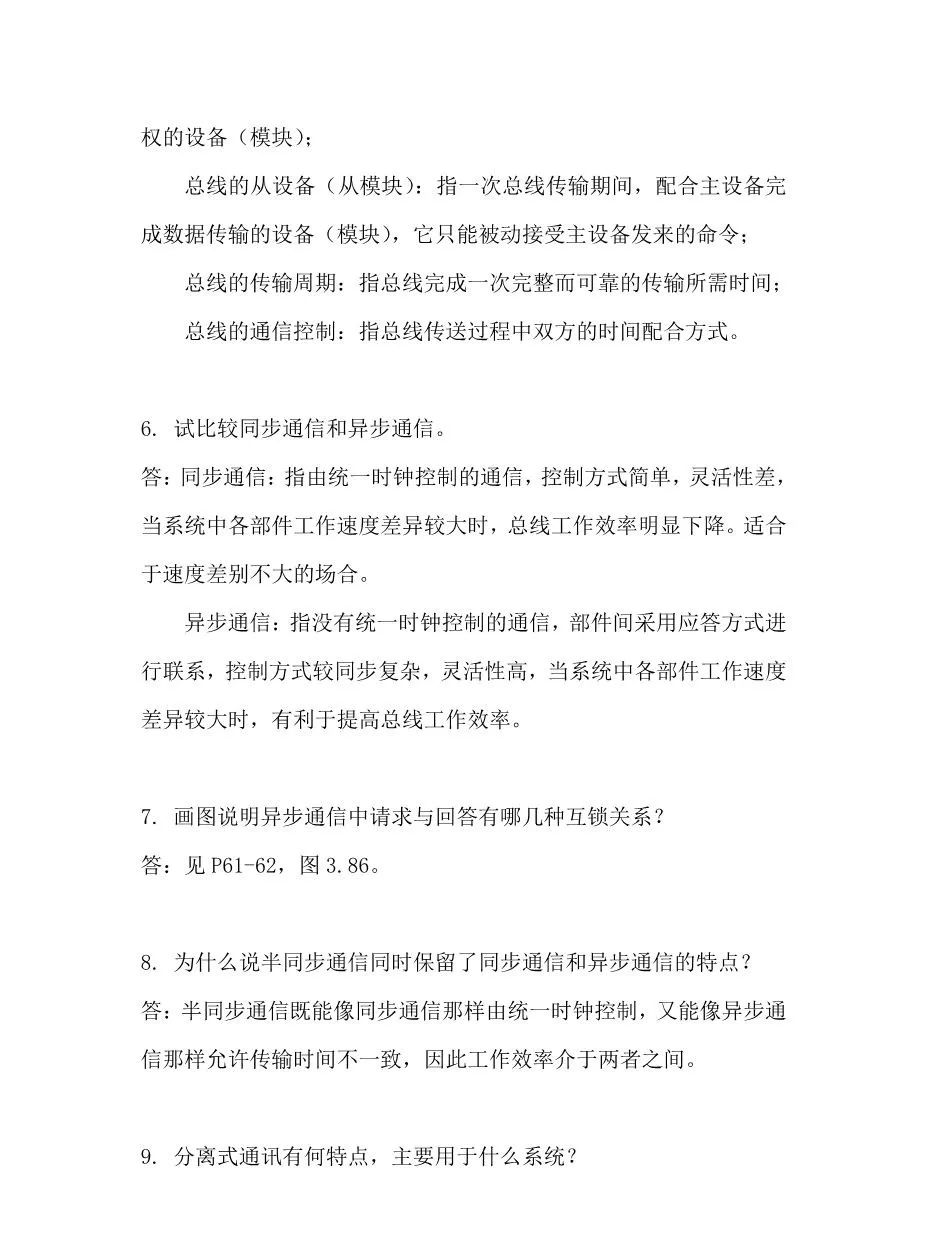 权的设备（模块）；
总线的从设备（从模块）：指一次总线传输期间，配合主设备完
成数据传输的设备（模块），它只能被动接受主设备发来的命令；
总线的传输周期：指总线完成一次完整而可靠的传输所需时间；
总线的通信控制：指总线传送过程中双方的时间配合方式。
6. 试比较同步通信和异步通信。
答：同步通信：指由统一时钟控制的通信，控制方式简单，灵活性差，
当系统中各部件工作速度差异较大时，总线工作效率明显下降。适合
于速度差别不大的场合。
异步通信：指没有统一时钟控制的通信，部件间采用应答方式进
行联系，控制方式较同步复杂，灵活性高，当系统中各部件工作速度
差异较大时，有利于提高总线工作效率。
7. 画图说明异步通信中请求与回答有哪几种互锁关系？
答：见 P61-62，图 3.86。
8. 为什么说半同步通信同时保留了同步通信和异步通信的特点？
答：半同步通信既能像同步通信那样由统一时钟控制，又能像异步通
信那样允许传输时间不一致，因此工作效率介于两者之间。
9. 分离式通讯有何特点，主要用于什么系统？